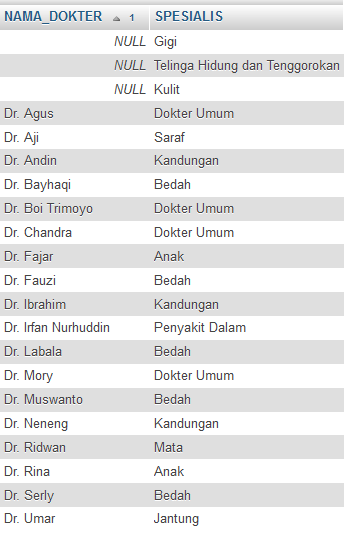 NAMA_DOKTER 1 SPESIALIS
NULL Gigi
NULL Telinga Hidung dan Tenggorokan
NULL Kulit
Dr. Agus Dokter Umum
Dr. Aji Saraf
Dr. Andin Kandungan
Dr. Bayhaqi Bedah
Dr. Boi Trimoyo Dokter Umum
Dr. Chandra Dokter Umum
Dr. Fajar Anak
Dr. Fauzi Bedah
Dr. Ibrahim Kandungan
Dr. Irfan Nurhuddin Penyakit Dalam
Dr. Labala Bedah
Dr. Mory Dokter Umum
Dr. Muswanto Bedah
Dr. Neneng Kandungan
Dr. Ridwan Mata
Dr. Rina Anak
Dr. Serly Bedah
Dr. Umar Jantung